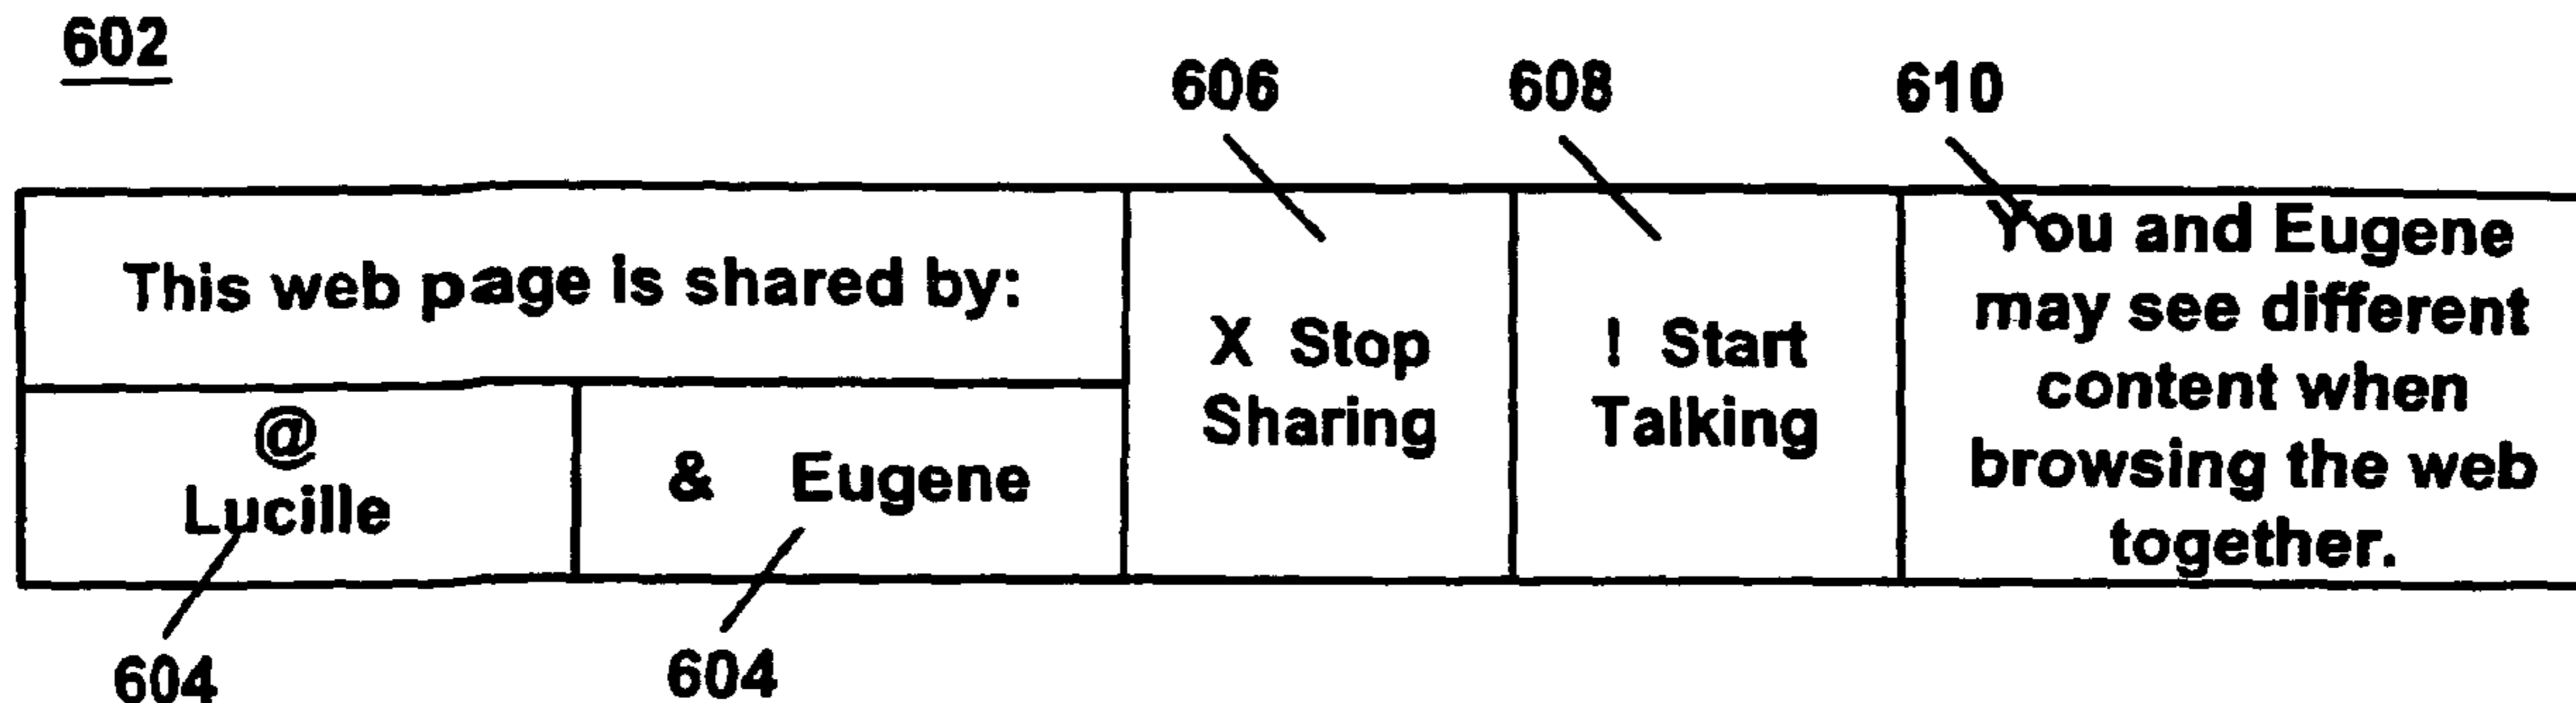 602
606 608 610
This web page is shared by:
@
Lucille
& Eugene
X Stop
Sharing
! Start
Talking
You and Eugene
may see different
content when
browsing the web
together.
604 604